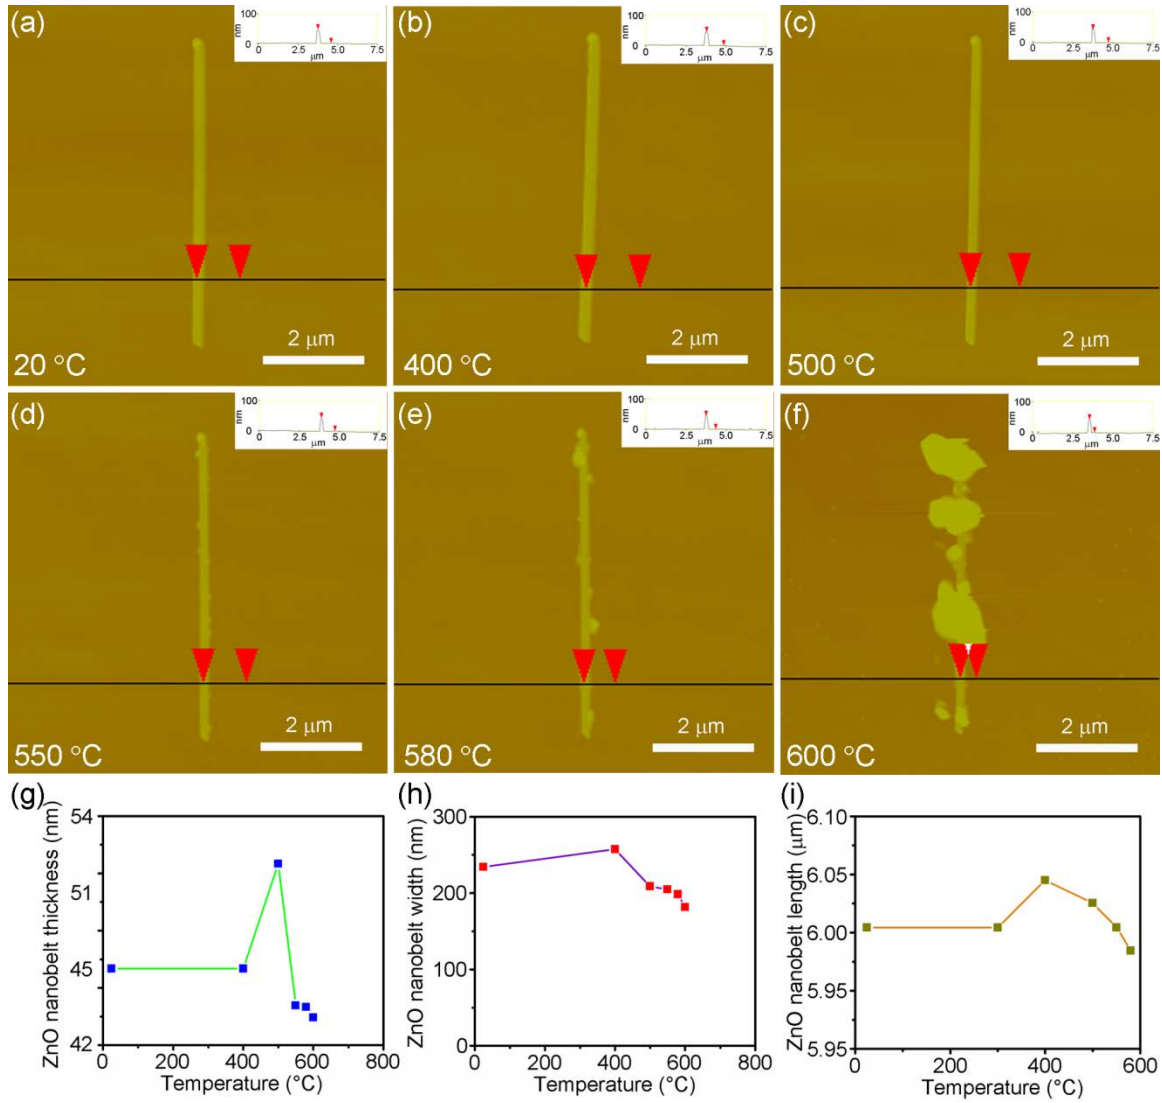 (a)
100
nm
0
0 2.5 5.0 7.5
μm
20 °C
2 μm
(b)
100
nm
0
0 2.5 5.0 7.5
μm
400 °C
2 μm
(c)
100
nm
0
0 2.5 5.0 7.5
μm
500 °C
2 μm
(d)
100
nm
0
0 2.5 5.0 7.5
μm
550 °C
2 μm
(e)
100
nm
0
0 2.5 5.0 7.5
μm
580 °C
2 μm
(f)
100
nm
0
0 2.5 5.0 7.5
μm
600 °C
2 μm
(g)
ZnO nanobelt thickness (nm)
54
51
45
42
0 200 400 600
Temperature (°C)
(h)
ZnO nanobelt width (nm)
300
200
100
0
0 200 400 600
Temperature (°C)
(i)
ZnO nanobelt length (μm)
6.10
6.05
6.00
5.95
5.95
0 200 400 600
Temperature (°C)